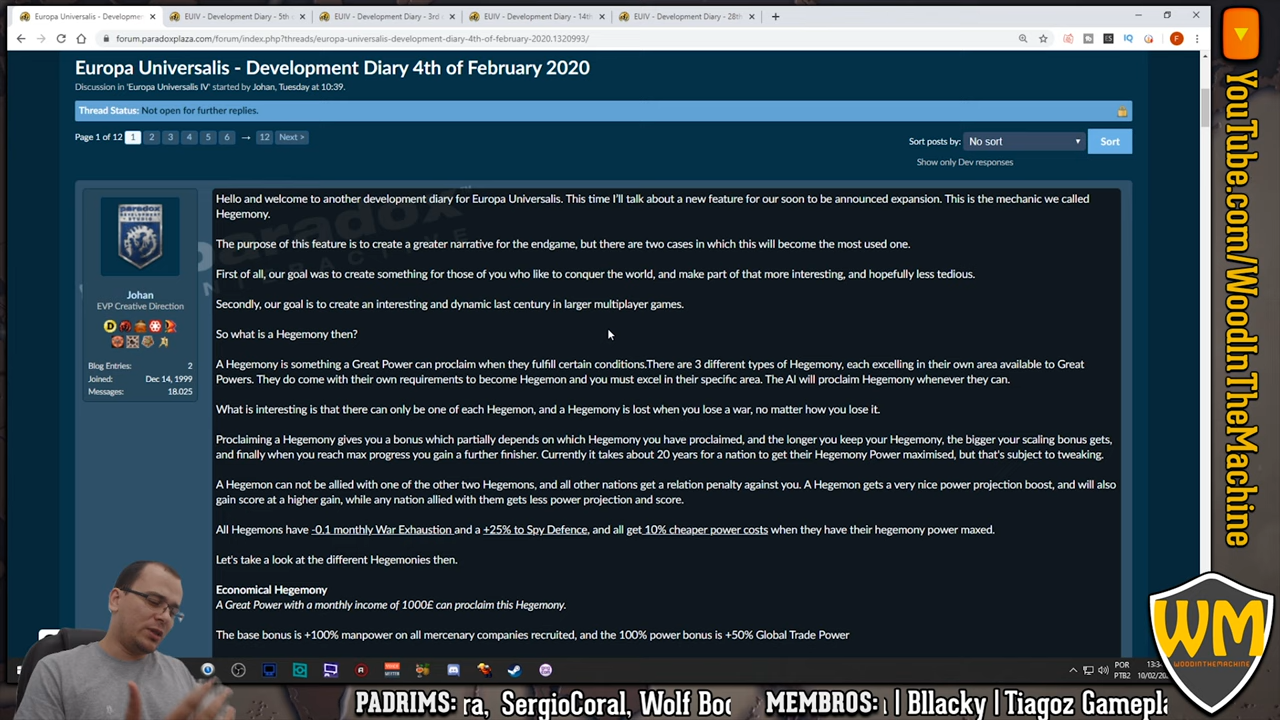 Europa Universalis - Developmen
EUIV - Development Diary - 5th
EUIV - Development Diary - 3rd
EUIV - Development Diary - 14th
EUIV - Development Diary - 28th
forum.paradoxplaza.com/forum/index.php?threads/europa-universalis-development-diary-4th-of-february-2020.1320993/
Europa Universalis - Development Diary 4th of February 2020
Discussion in 'Europa Universalis IV' started by Johan, Tuesday at 10:39.
Thread Status: Not open for further replies.
Page 1 of 12 1 2 3 4 5 6 → 12 Next >
Sort posts by: No sort Sort
Show only Dev responses
Johan
EVP Creative Direction
Blog Entries: 2
Joined: Dec 14, 1999
Messages: 18.025
Hello and welcome to another development diary for Europa Universalis. This time I'll talk about a new feature for our soon to be announced expansion. This is the mechanic we called
Hegemony.
The purpose of this feature is to create a greater narrative for the endgame, but there are two cases in which this will become the most used one.
First of all, our goal was to create something for those of you who like to conquer the world, and make part of that more interesting, and hopefully less tedious.
Secondly, our goal is to create an interesting and dynamic last century in larger multiplayer games.
So what is a Hegemony then?
A Hegemony is something a Great Power can proclaim when they fulfill certain conditions.There are 3 different types of Hegemony, each excelling in their own area available to Great
Powers. They do come with their own requirements to become Hegemon and you must excel in their specific area. The AI will proclaim Hegemony whenever they can.
What is interesting is that there can only be one of each Hegemon, and a Hegemony is lost when you lose a war, no matter how you lose it.
Proclaiming a Hegemony gives you a bonus which partially depends on which Hegemony you have proclaimed, and the longer you keep your Hegemony, the bigger your scaling bonus gets,
and finally when you reach max progress you gain a further finisher. Currently it takes about 20 years for a nation to get their Hegemony Power maximised, but that's subject to tweaking.
A Hegemon can not be allied with one of the other two Hegemons, and all other nations get a relation penalty against you. A Hegemon gets a very nice power projection boost, and will also
gain score at a higher gain, while any nation allied with them gets less power projection and score.
All Hegemons have -0.1 monthly War Exhaustion and a +25% to Spy Defence, and all get 10% cheaper power costs when they have their hegemony power maxed.
Let's take a look at the different Hegemonies then.
Economical Hegemony
A Great Power with a monthly income of 1000£ can proclaim this Hegemony.
The base bonus is +100% manpower on all mercenary companies recruited, and the 100% power bonus is +50% Global Trade Power
YouTube.com/WoodInTheMachine
WM
WOODINTHEMACHINE
POR
PTB2
13:3
10/02/20
PADRIMS: ra, SergioCoral, Wolf Boo
MEMBROS: | Bllacky | Tiagoz Gamepla